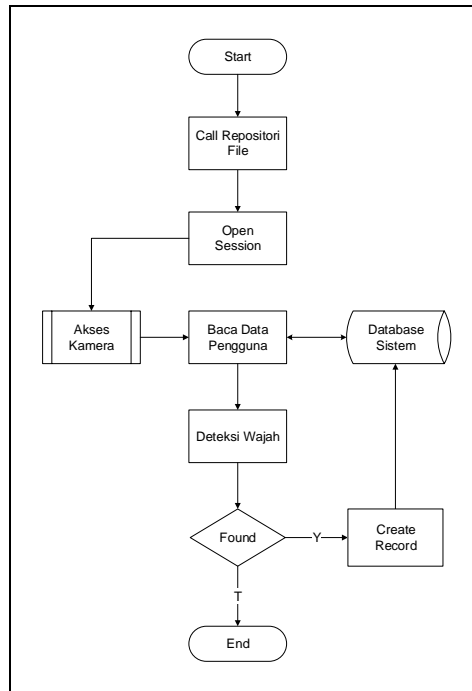 Start
Call Repositori
File
Open
Session
Akses
Kamera
Baca Data
Pengguna
Database
Sistem
Deteksi Wajah
Found
Y
Create
Record
T
End